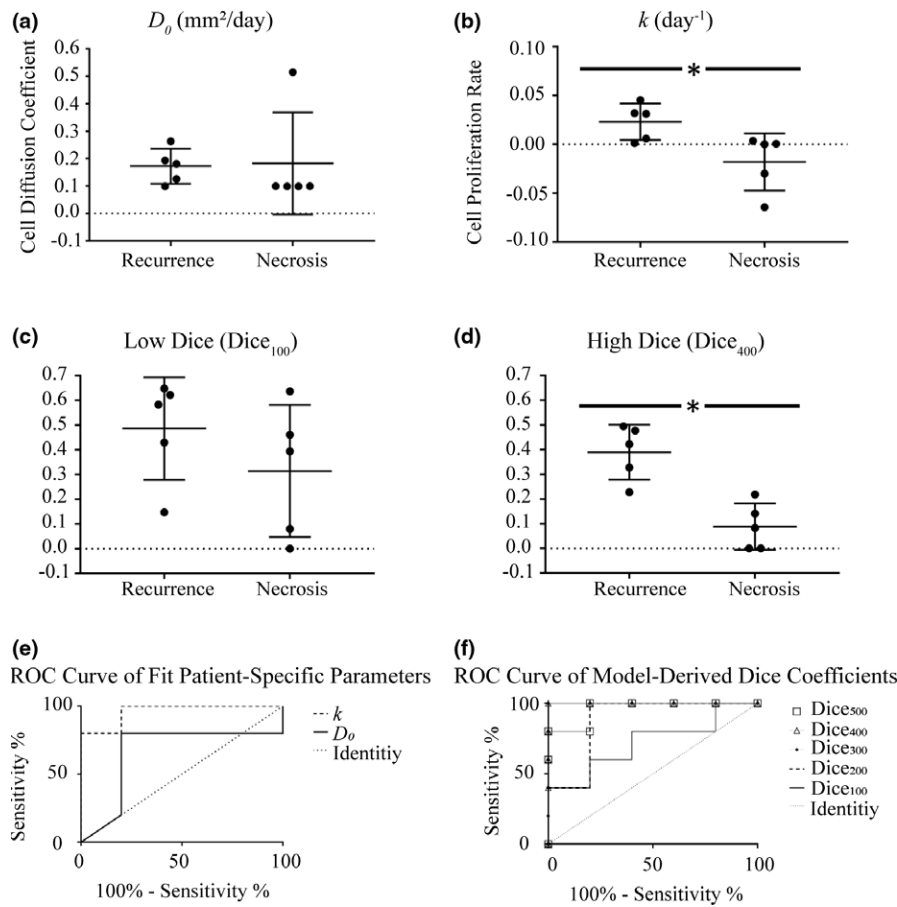 (a)
D₀ (mm²/day)
Cell Diffusion Coefficient
0.6
0.5
0.4
0.3
0.2
0.1
0.0
-0.1
Recurrence Necrosis
(b)
k (day⁻¹)
Cell Proliferation Rate
0.10
0.05
0.00
-0.05
-0.10
*
Recurrence Necrosis
(c)
Low Dice (Dice₁₀₀)
0.7
0.6
0.5
0.4
0.3
0.2
0.1
0.0
-0.1
Recurrence Necrosis
(d)
High Dice (Dice₄₀₀)
0.7
0.6
0.5
0.4
0.3
0.2
0.1
0.0
-0.1
*
Recurrence Necrosis
(e)
ROC Curve of Fit Patient-Specific Parameters
Sensitivity %
100
50
0
0 50 100
100% - Sensitivity %
k
D₀
Identitiy
(f)
ROC Curve of Model-Derived Dice Coefficients
Sensitivity %
100
50
0
0 50 100
100% - Sensitivity %
Dice₅₀₀
Dice₄₀₀
Dice₃₀₀
Dice₂₀₀
Dice₁₀₀
Identitiy